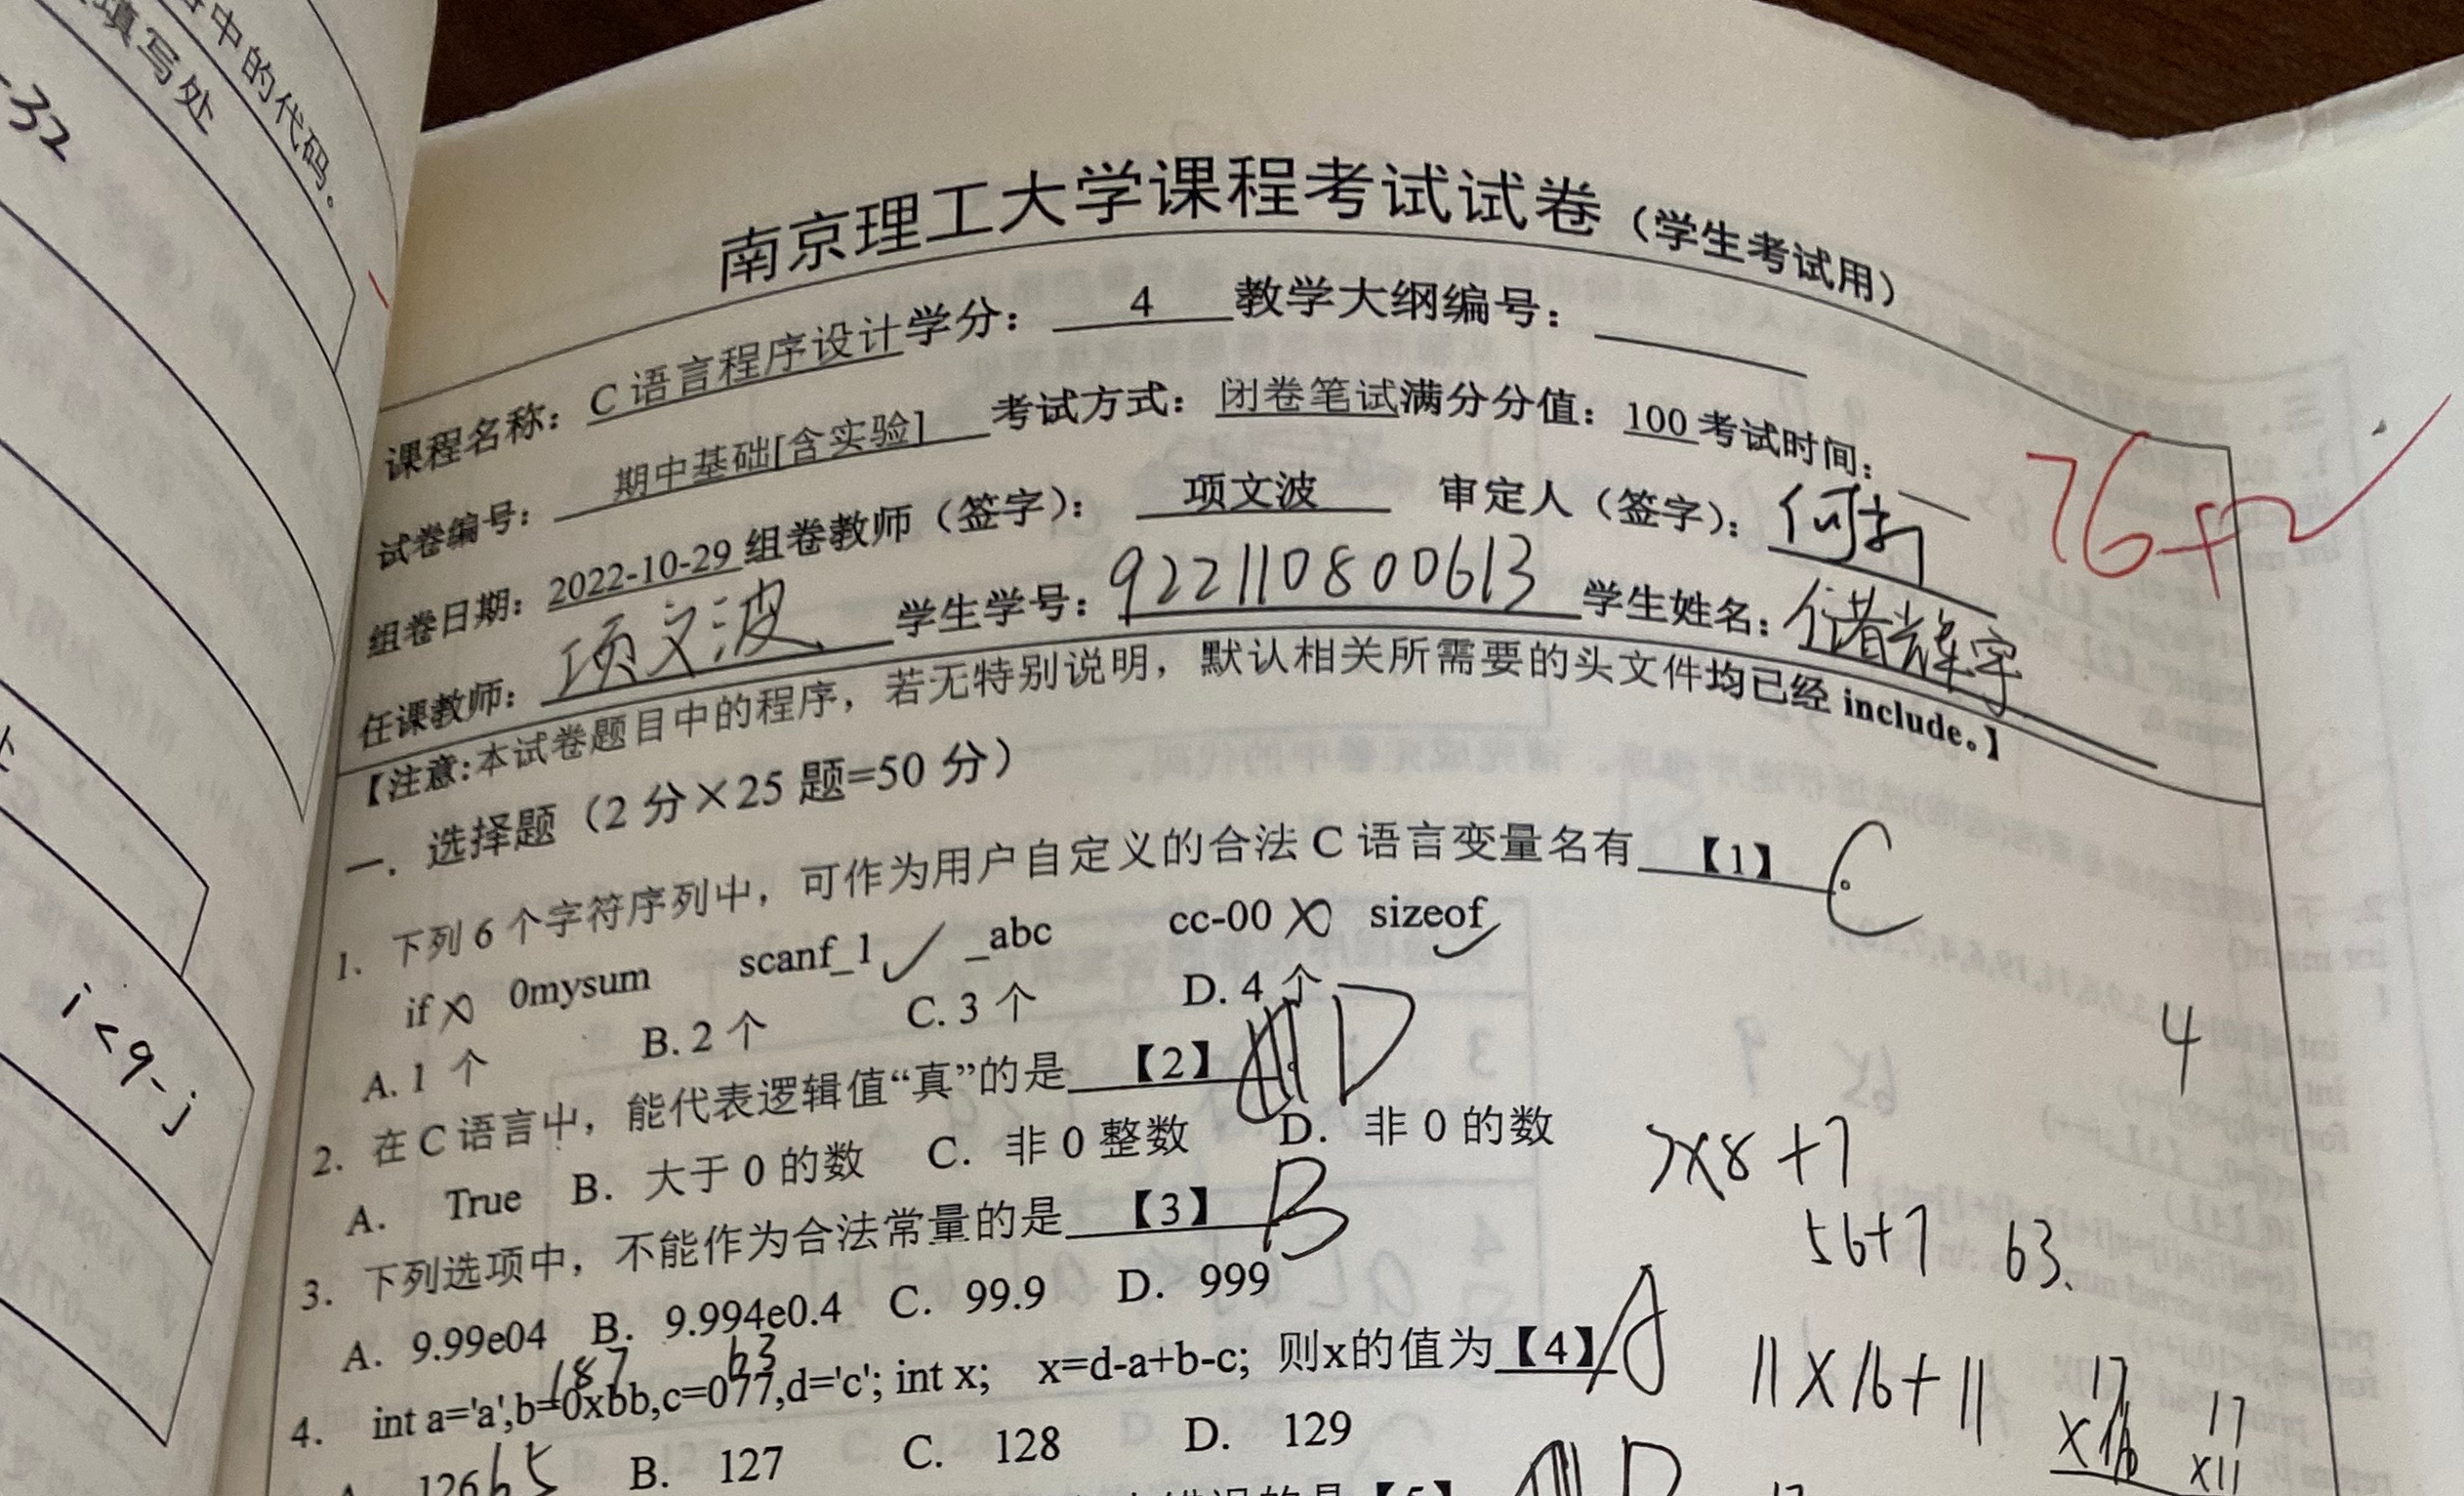 中的代码。
填写处
-32
i<9-j
南京理工大学课程考试试卷（学生考试用）
课程名称： C 语言程序设计学分： 4 教学大纲编号：
试卷编号： 期中基础[含实验] 考试方式：闭卷笔试满分分值：100 考试时间：
组卷日期：2022-10-29 组卷教师（签字）： 项文波 审定人（签字）：何新
76+2
任课教师： 项文波 学生学号：922110800613 学生姓名：储耀宇
【注意:本试卷题目中的程序，若无特别说明，默认相关所需要的头文件均已经 include。】
一．选择题（2 分×25 题=50 分）
1、下列 6 个字符序列中，可作为用户自定义的合法 C 语言变量名有 【1】 。 C
if × 0mysum scanf_1 ✓ _abc cc-00 × sizeof ✓
A. 1 个 B. 2 个 C. 3 个 D. 4 个
2. 在 C 语言中，能代表逻辑值“真”的是 【2】 D
A. True B. 大于 0 的数 C. 非 0 整数 D. 非 0 的数
3. 下列选项中，不能作为合法常量的是 【3】 B
A. 9.99e04 B. 9.994e0.4 C. 99.9 D. 999
187 63
4. int a='a',b=0xbb,c=077,d='c'; int x; x=d-a+b-c; 则x的值为【4】 A
126 65 B. 127 C. 128 D. 129
【5】 D
4
7×8+7
56+7 63.
11×16+11
17 17
×16 ×11